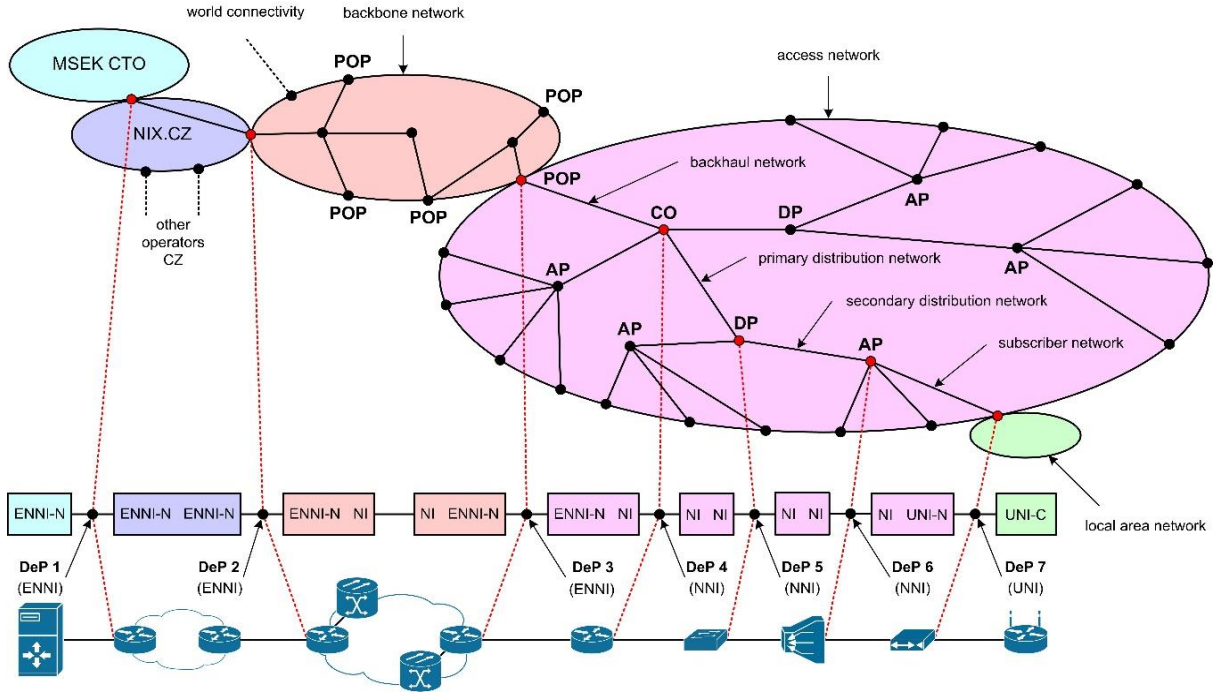 world connectivity
backbone network
access network
MSEK CTO
POP
POP
NIX.CZ
backhaul network
POP
POP
POP
AP
other
operators
CZ
CO
DP
AP
primary distribution network
AP
secondary distribution network
AP
DP
AP
subscriber network
local area network
ENNI-N
ENNI-N ENNI-N
ENNI-N NI
NI ENNI-N
ENNI-N NI
NI NI
NI NI
NI UNI-N
UNI-C
DeP 1
(ENNI)
DeP 2
(ENNI)
DeP 3
(ENNI)
DeP 4
(NNI)
DeP 5
(NNI)
DeP 6
(NNI)
DeP 7
(UNI)